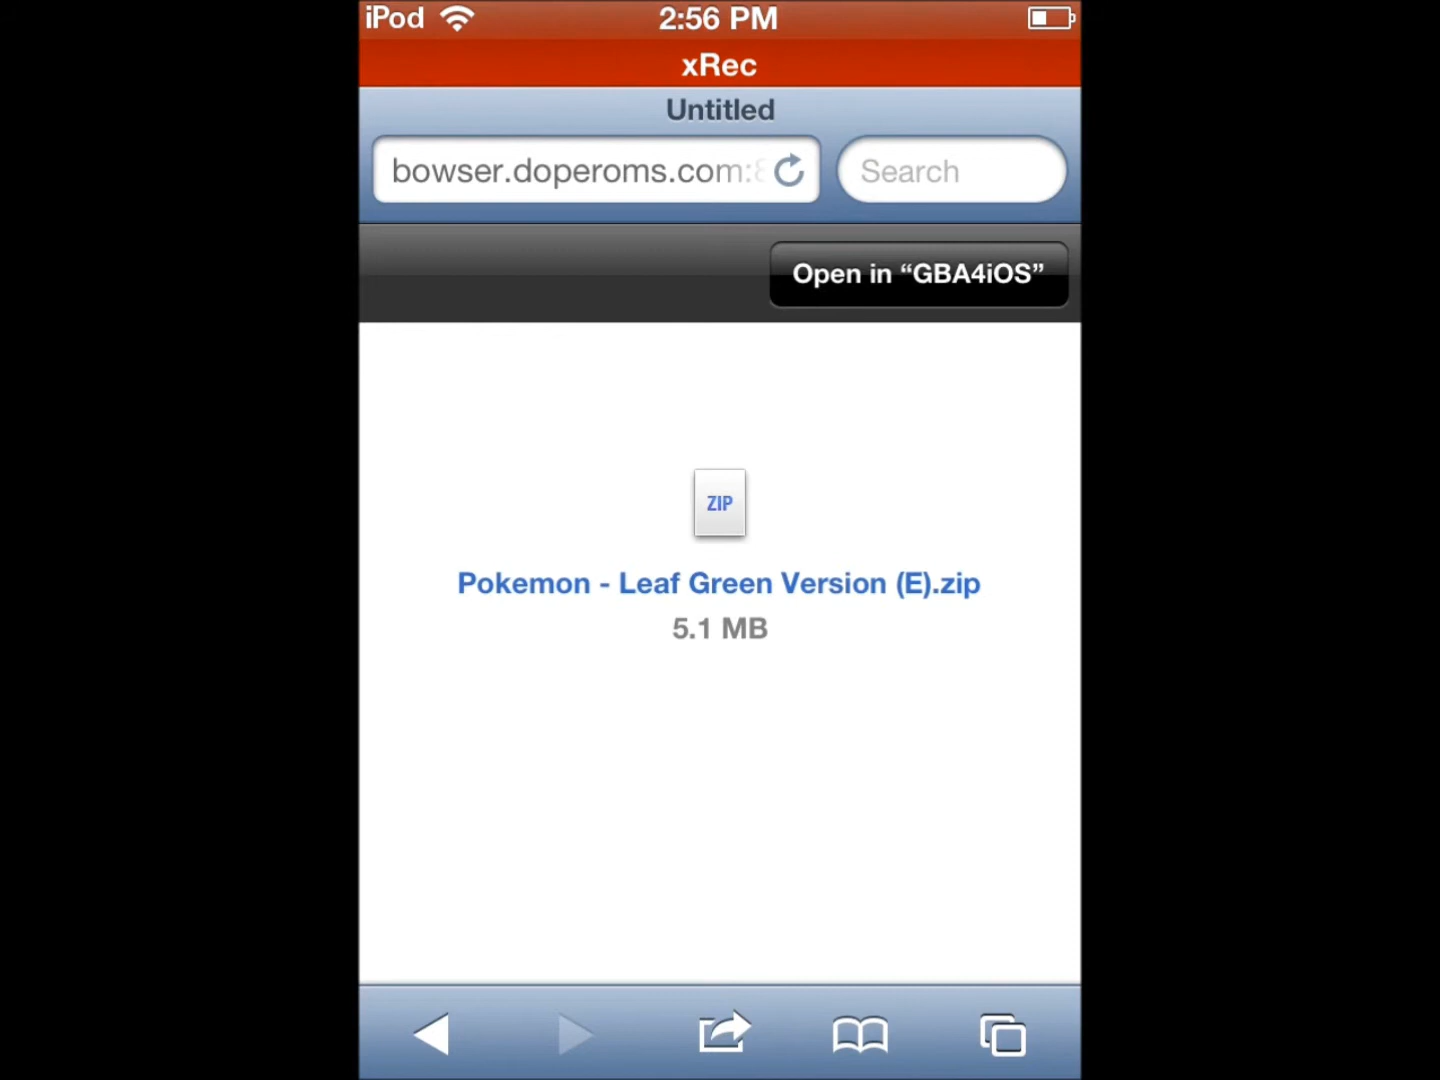 iPod 2:56 PM
xRec
Untitled
bowser.doperoms.com:8
Search
Open in “GBA4iOS”
ZIP
Pokemon - Leaf Green Version (E).zip
5.1 MB